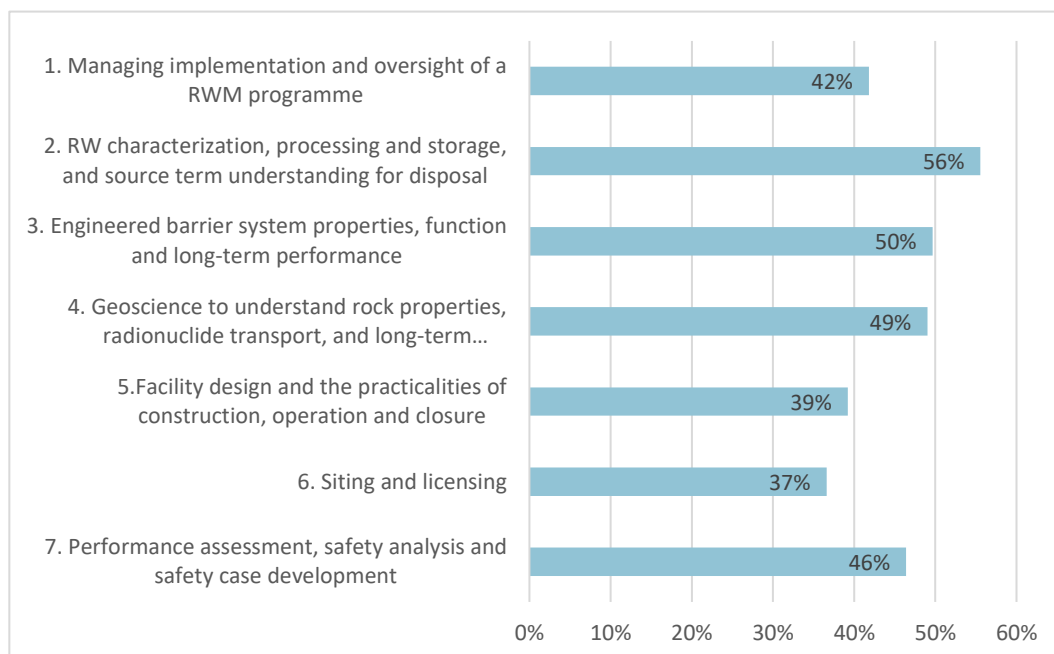 1. Managing implementation and oversight of a
RWM programme
42%
2. RW characterization, processing and storage,
and source term understanding for disposal
56%
3. Engineered barrier system properties, function
and long-term performance
50%
4. Geoscience to understand rock properties,
radionuclide transport, and long-term...
49%
5.Facility design and the practicalities of
construction, operation and closure
39%
6. Siting and licensing
37%
7. Performance assessment, safety analysis and
safety case development
46%
0% 10% 20% 30% 40% 50% 60%